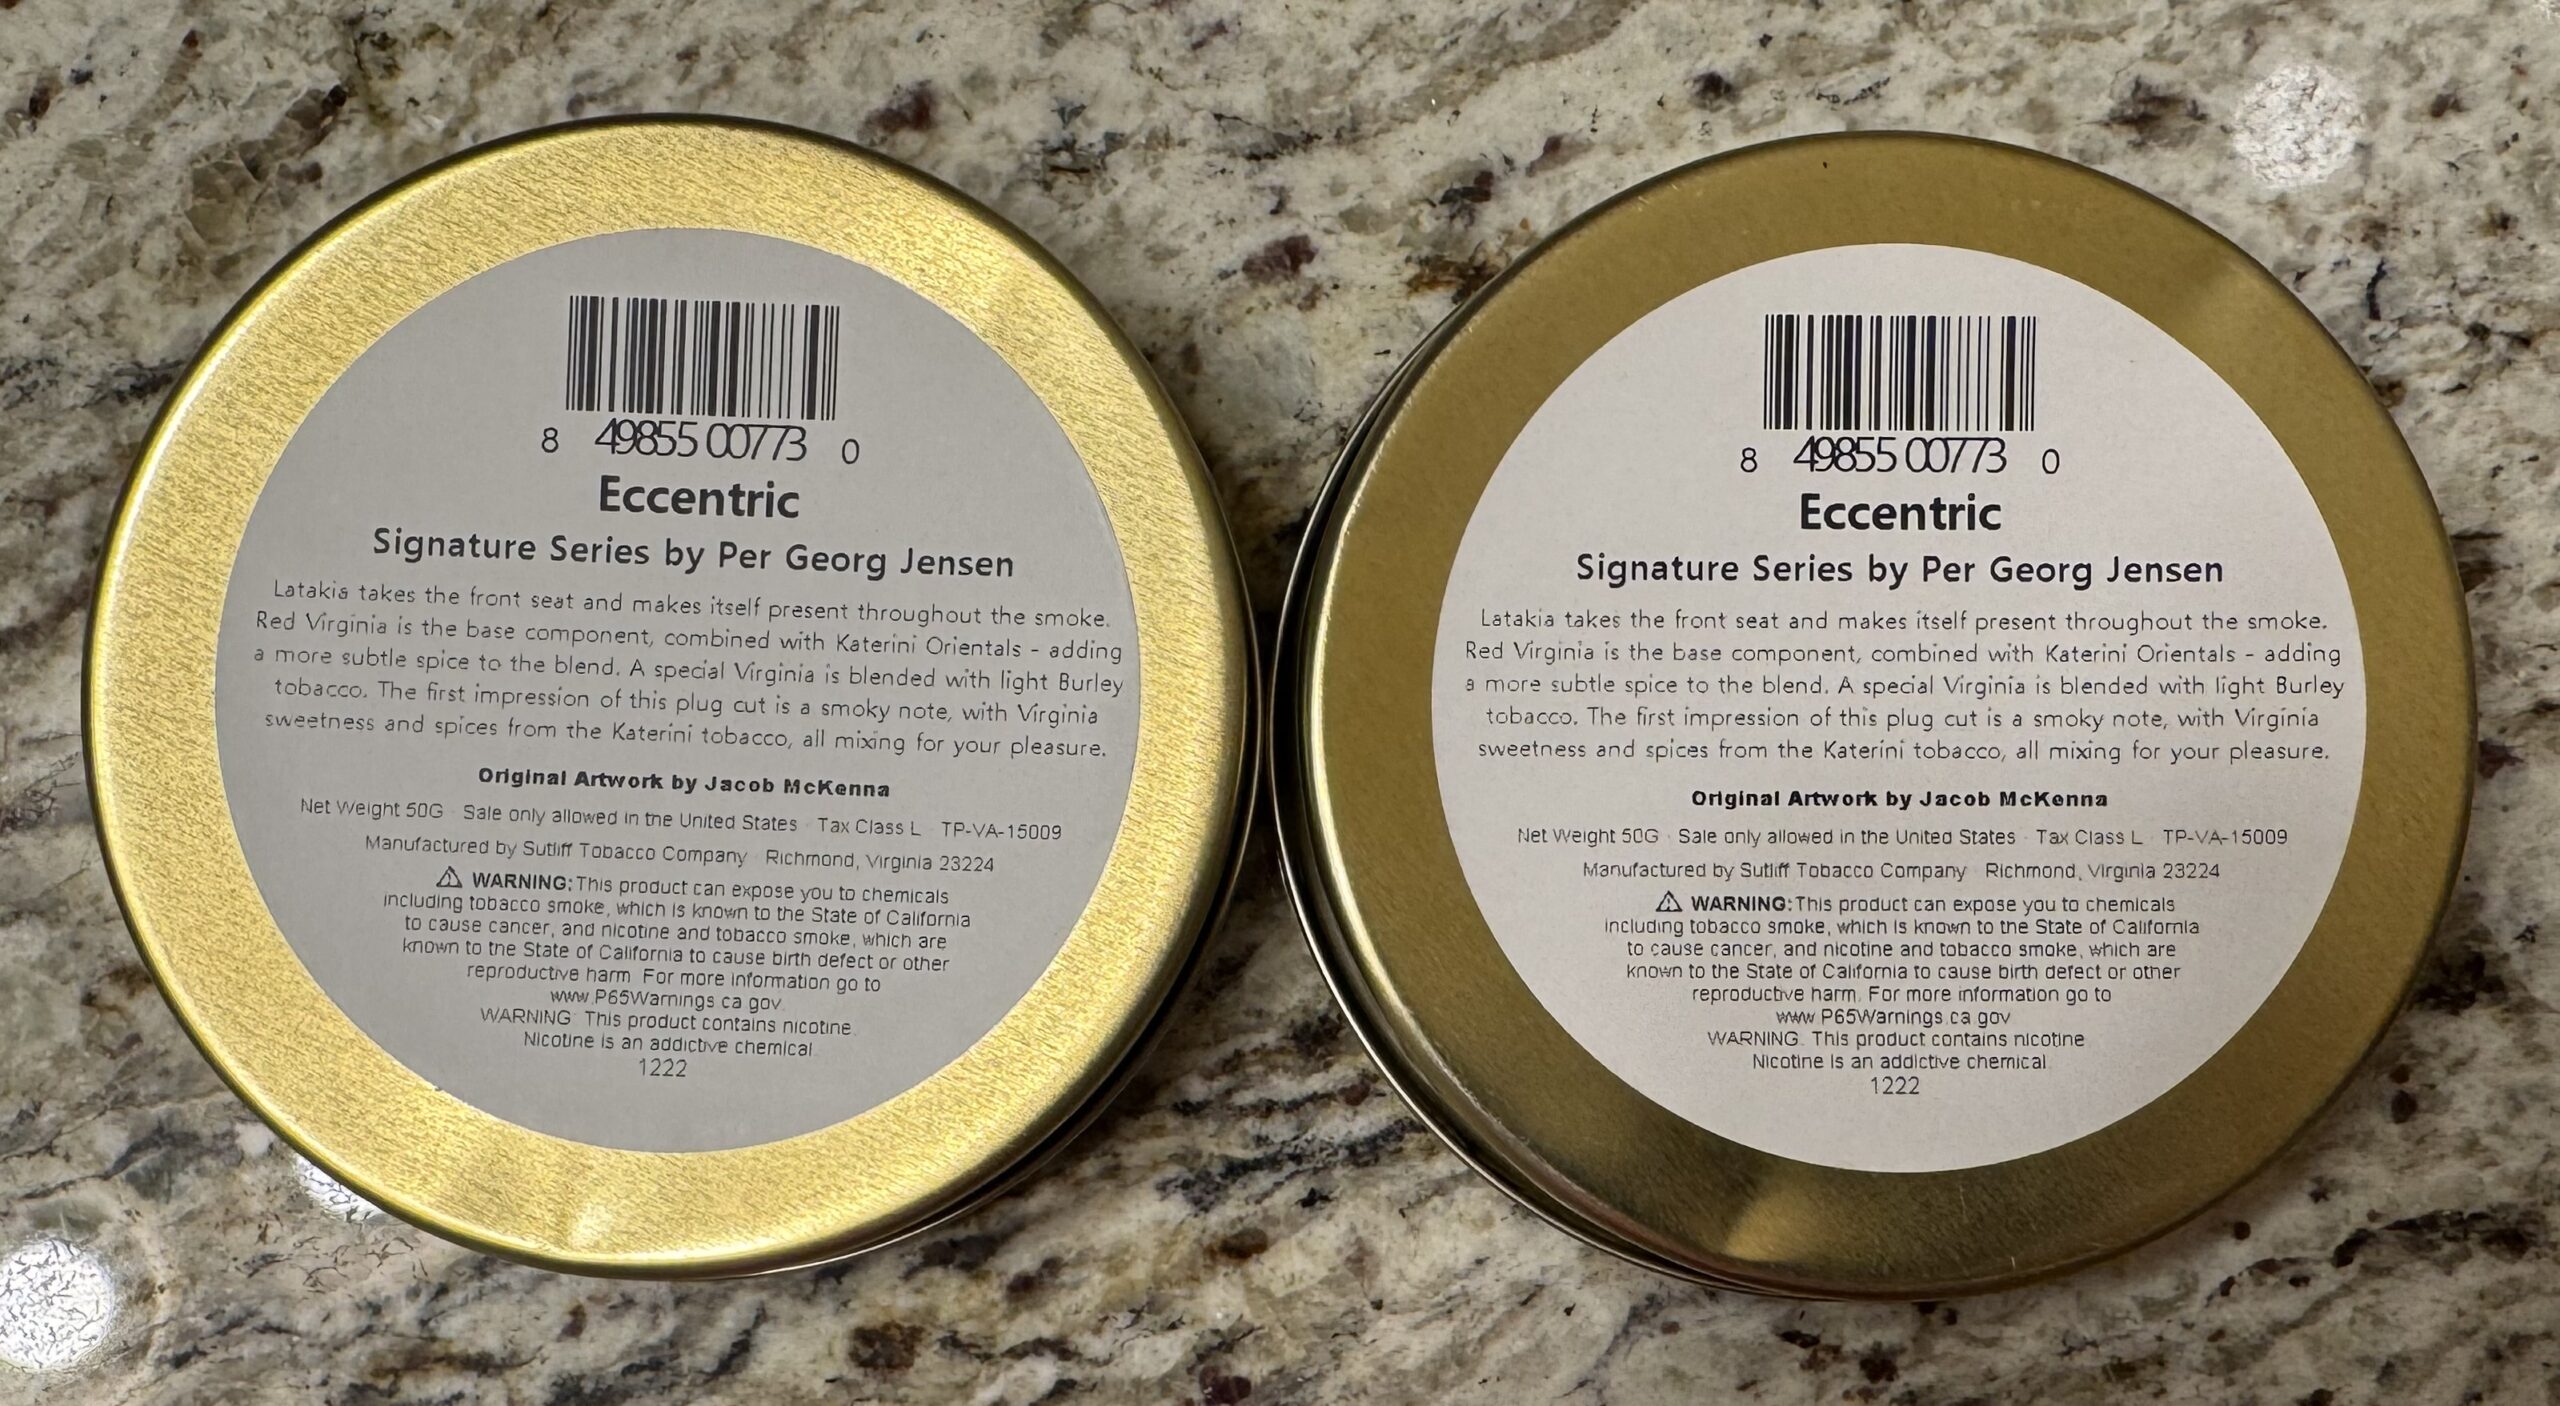 8 49855 00773 0
Eccentric
Signature Series by Per Georg Jensen
Latakia takes the front seat and makes itself present throughout the smoke.
Red Virginia is the base component, combined with Katerini Orientals - adding
a more subtle spice to the blend. A special Virginia is blended with light Burley
tobacco. The first impression of this plug cut is a smoky note, with Virginia
sweetness and spices from the Katerini tobacco, all mixing for your pleasure.
Original Artwork by Jacob McKenna
Net Weight 50G · Sale only allowed in the United States · Tax Class L · TP-VA-15009
Manufactured by Sutliff Tobacco Company · Richmond, Virginia 23224
⚠ WARNING: This product can expose you to chemicals
including tobacco smoke, which is known to the State of California
to cause cancer, and nicotine and tobacco smoke, which are
known to the State of California to cause birth defect or other
reproductive harm. For more information go to
www.P65Warnings.ca.gov.
WARNING: This product contains nicotine.
Nicotine is an addictive chemical.
1222
8 49855 00773 0
Eccentric
Signature Series by Per Georg Jensen
Latakia takes the front seat and makes itself present throughout the smoke.
Red Virginia is the base component, combined with Katerini Orientals - adding
a more subtle spice to the blend. A special Virginia is blended with light Burley
tobacco. The first impression of this plug cut is a smoky note, with Virginia
sweetness and spices from the Katerini tobacco, all mixing for your pleasure.
Original Artwork by Jacob McKenna
Net Weight 50G · Sale only allowed in the United States · Tax Class L · TP-VA-15009
Manufactured by Sutliff Tobacco Company · Richmond, Virginia 23224
⚠ WARNING: This product can expose you to chemicals
including tobacco smoke, which is known to the State of California
to cause cancer, and nicotine and tobacco smoke, which are
known to the State of California to cause birth defect or other
reproductive harm. For more information go to
www.P65Warnings.ca.gov
WARNING: This product contains nicotine
Nicotine is an addictive chemical.
1222